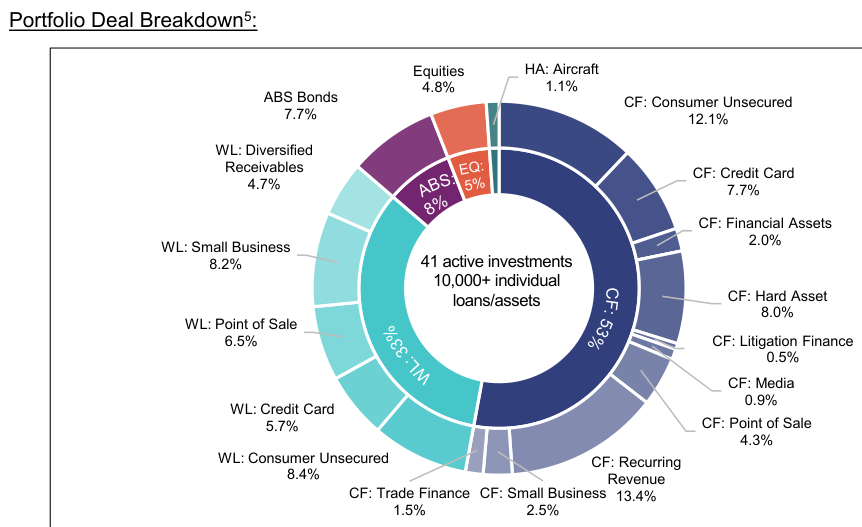 Portfolio Deal Breakdown5:
HA: Aircraft
1.1%
CF: Consumer Unsecured
12.1%
CF: Credit Card
7.7%
CF: Financial Assets
2.0%
CF: Hard Asset
8.0%
CF: Litigation Finance
0.5%
CF: Media
0.9%
CF: Point of Sale
4.3%
CF: Recurring
Revenue
13.4%
CF: Small Business
2.5%
CF: Trade Finance
1.5%
WL: Consumer Unsecured
8.4%
WL: Credit Card
5.7%
WL: Point of Sale
6.5%
WL: Small Business
8.2%
WL: Diversified
Receivables
4.7%
ABS Bonds
7.7%
Equities
4.8%
CF: 53%
WL: 33%
ABS:
8%
EQ:
5%
41 active investments
10,000+ individual
loans/assets